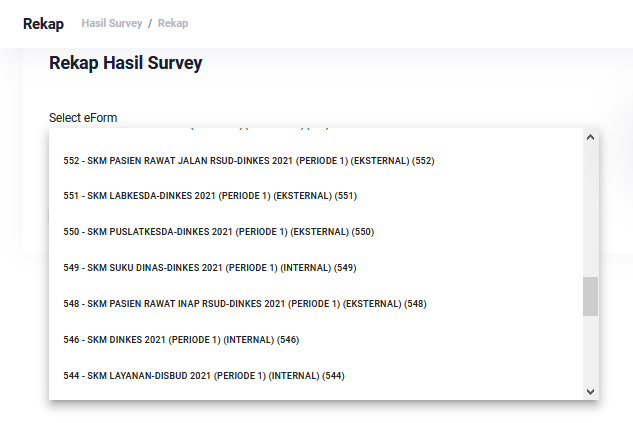 Rekap Hasil Survey / Rekap
Rekap Hasil Survey
Select eForm
552 - SKM PASIEN RAWAT JALAN RSUD-DINKES 2021 (PERIODE 1) (EKSTERNAL) (552)
551 - SKM LABKESDA-DINKES 2021 (PERIODE 1) (EKSTERNAL) (551)
550 - SKM PUSLATKESDA-DINKES 2021 (PERIODE 1) (EKSTERNAL) (550)
549 - SKM SUKU DINAS-DINKES 2021 (PERIODE 1) (INTERNAL) (549)
548 - SKM PASIEN RAWAT INAP RSUD-DINKES 2021 (PERIODE 1) (EKSTERNAL) (548)
546 - SKM DINKES 2021 (PERIODE 1) (INTERNAL) (546)
544 - SKM LAYANAN-DISBUD 2021 (PERIODE 1) (INTERNAL) (544)